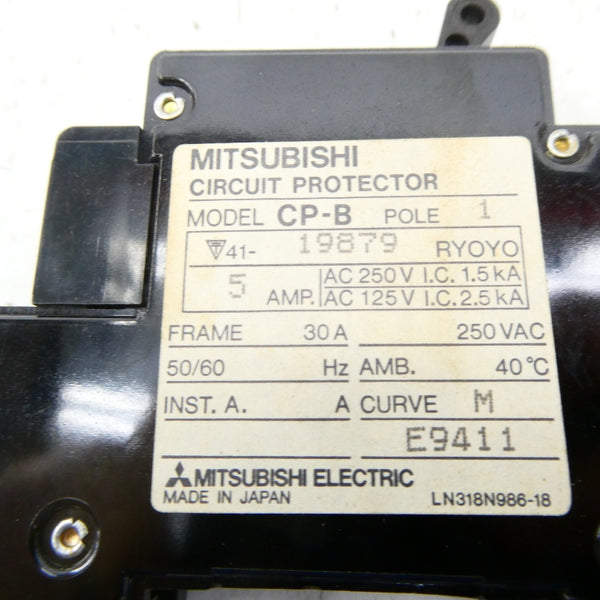 MITSUBISHI
CIRCUIT PROTECTOR
MODEL CP-B POLE 1
41- 19879 RYOYO
5 AMP. AC 250V I.C. 1.5 kA
AC 125V I.C. 2.5 kA
FRAME 30 A 250 VAC
50/60 Hz AMB. 40 °C
INST. A. A CURVE M
E9411
MITSUBISHI ELECTRIC
MADE IN JAPAN LN318N986-18